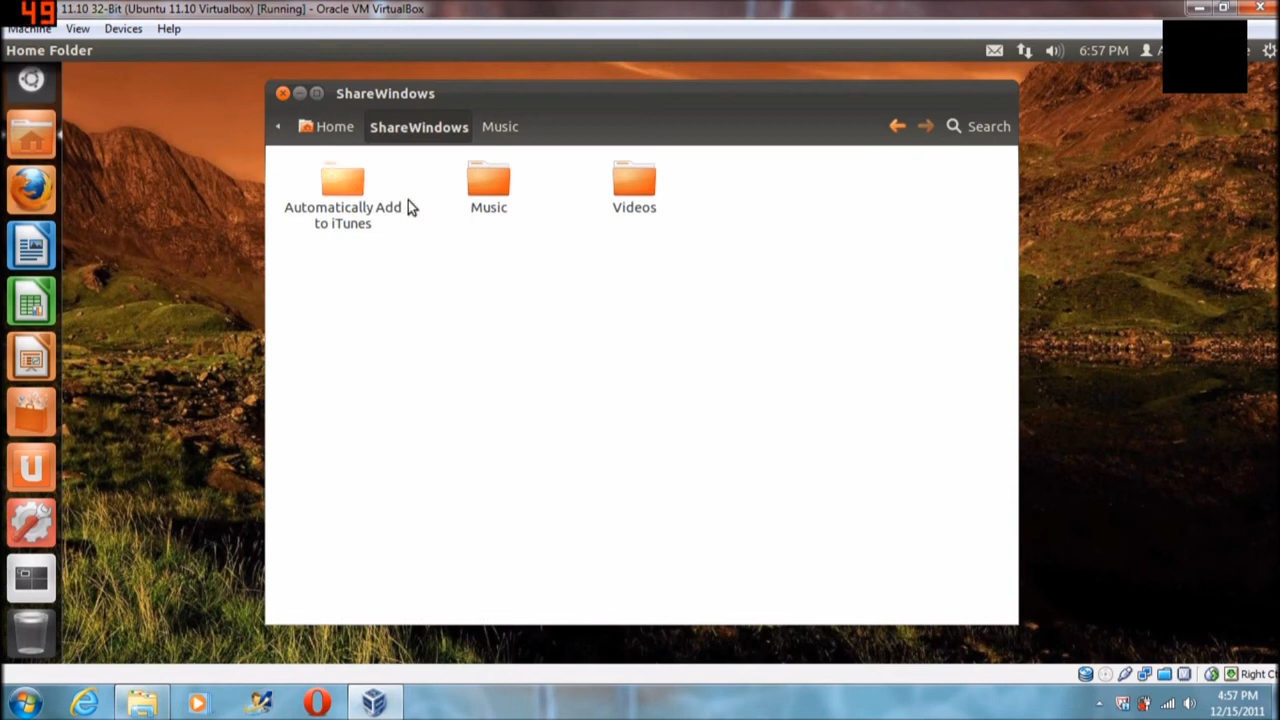 49
11.10 32-Bit (Ubuntu 11.10 Virtualbox) [Running] - Oracle VM VirtualBox
Machine View Devices Help
Home Folder
6:57 PM
ShareWindows
Home ShareWindows Music Search
Automatically Add to iTunes
Music
Videos
Right C
4:57 PM
12/15/2011